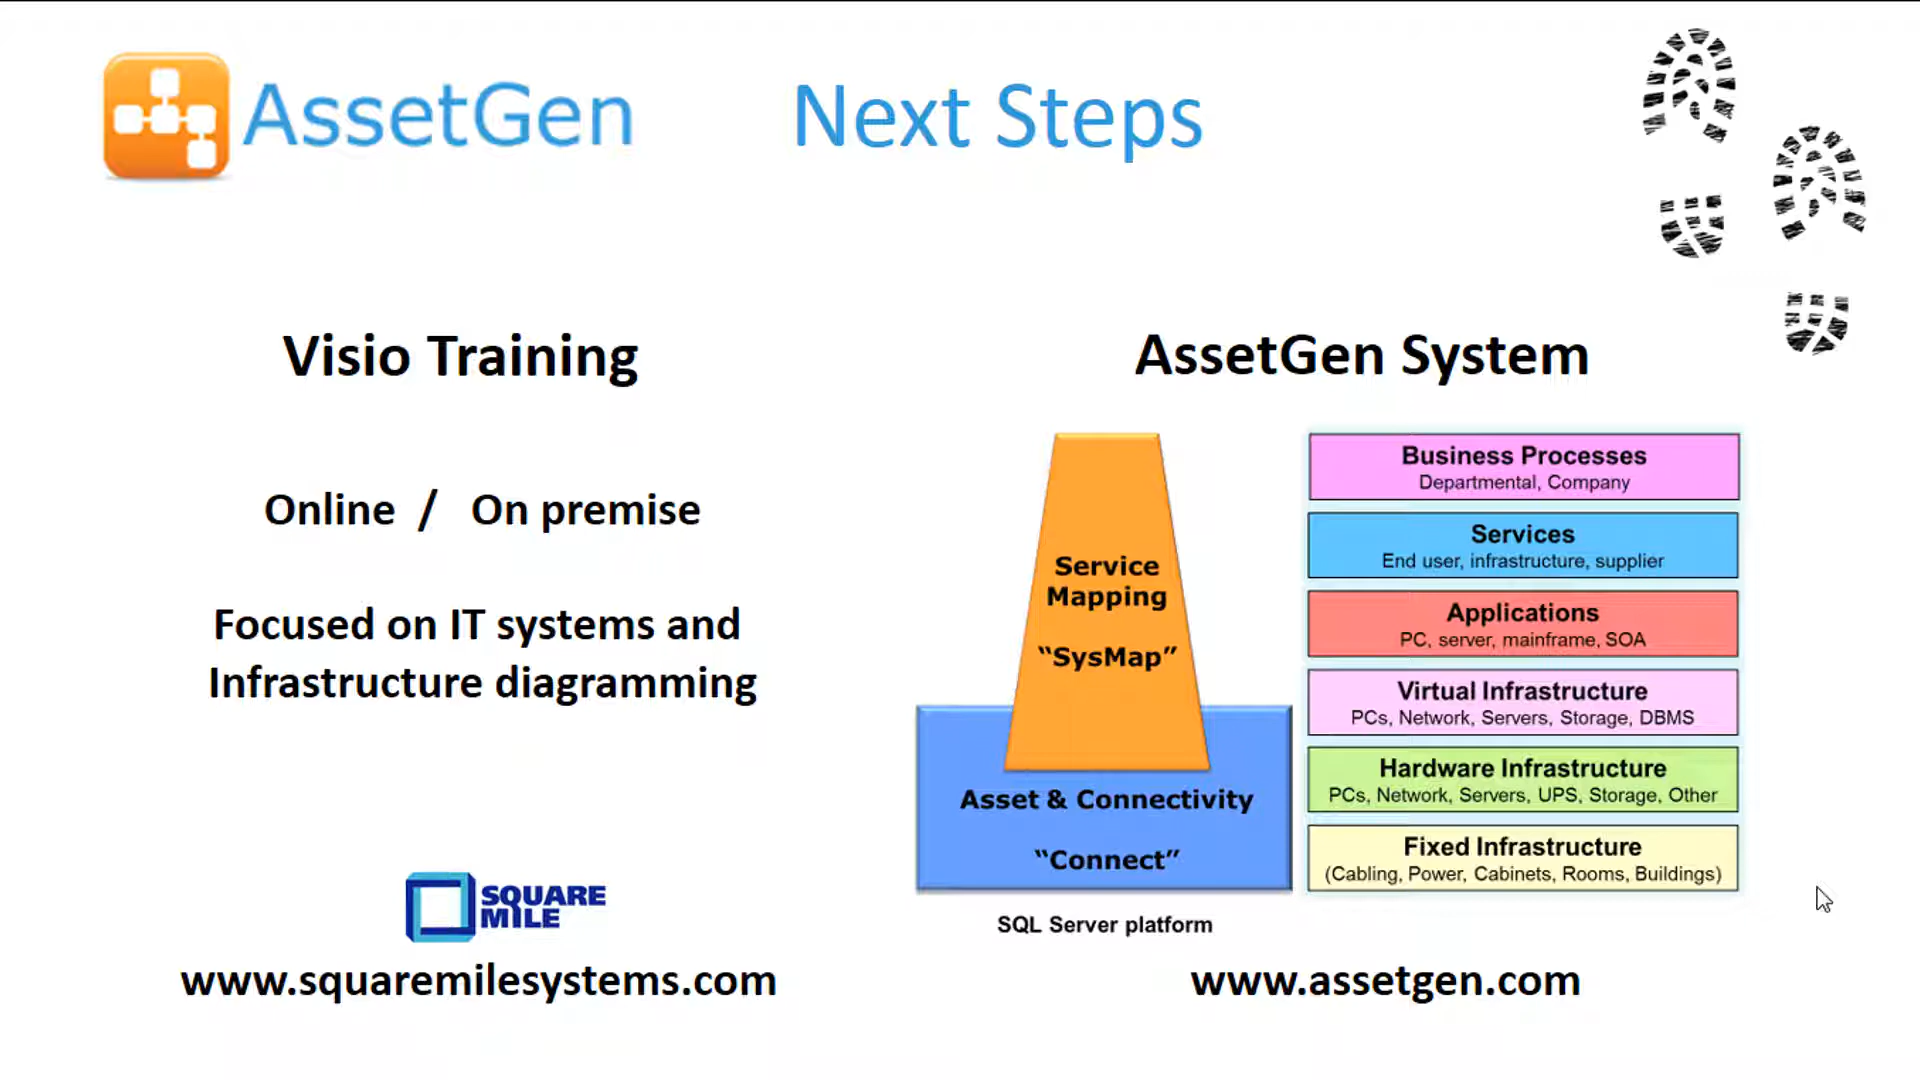 AssetGen
Next Steps
Visio Training
Online / On premise
Focused on IT systems and
Infrastructure diagramming
SQUARE
MILE
www.squaremilesystems.com
AssetGen System
Service
Mapping
“SysMap”
Asset & Connectivity
“Connect”
SQL Server platform
Business Processes
Departmental, Company
Services
End user, infrastructure, supplier
Applications
PC, server, mainframe, SOA
Virtual Infrastructure
PCs, Network, Servers, Storage, DBMS
Hardware Infrastructure
PCs, Network, Servers, UPS, Storage, Other
Fixed Infrastructure
(Cabling, Power, Cabinets, Rooms, Buildings)
www.assetgen.com